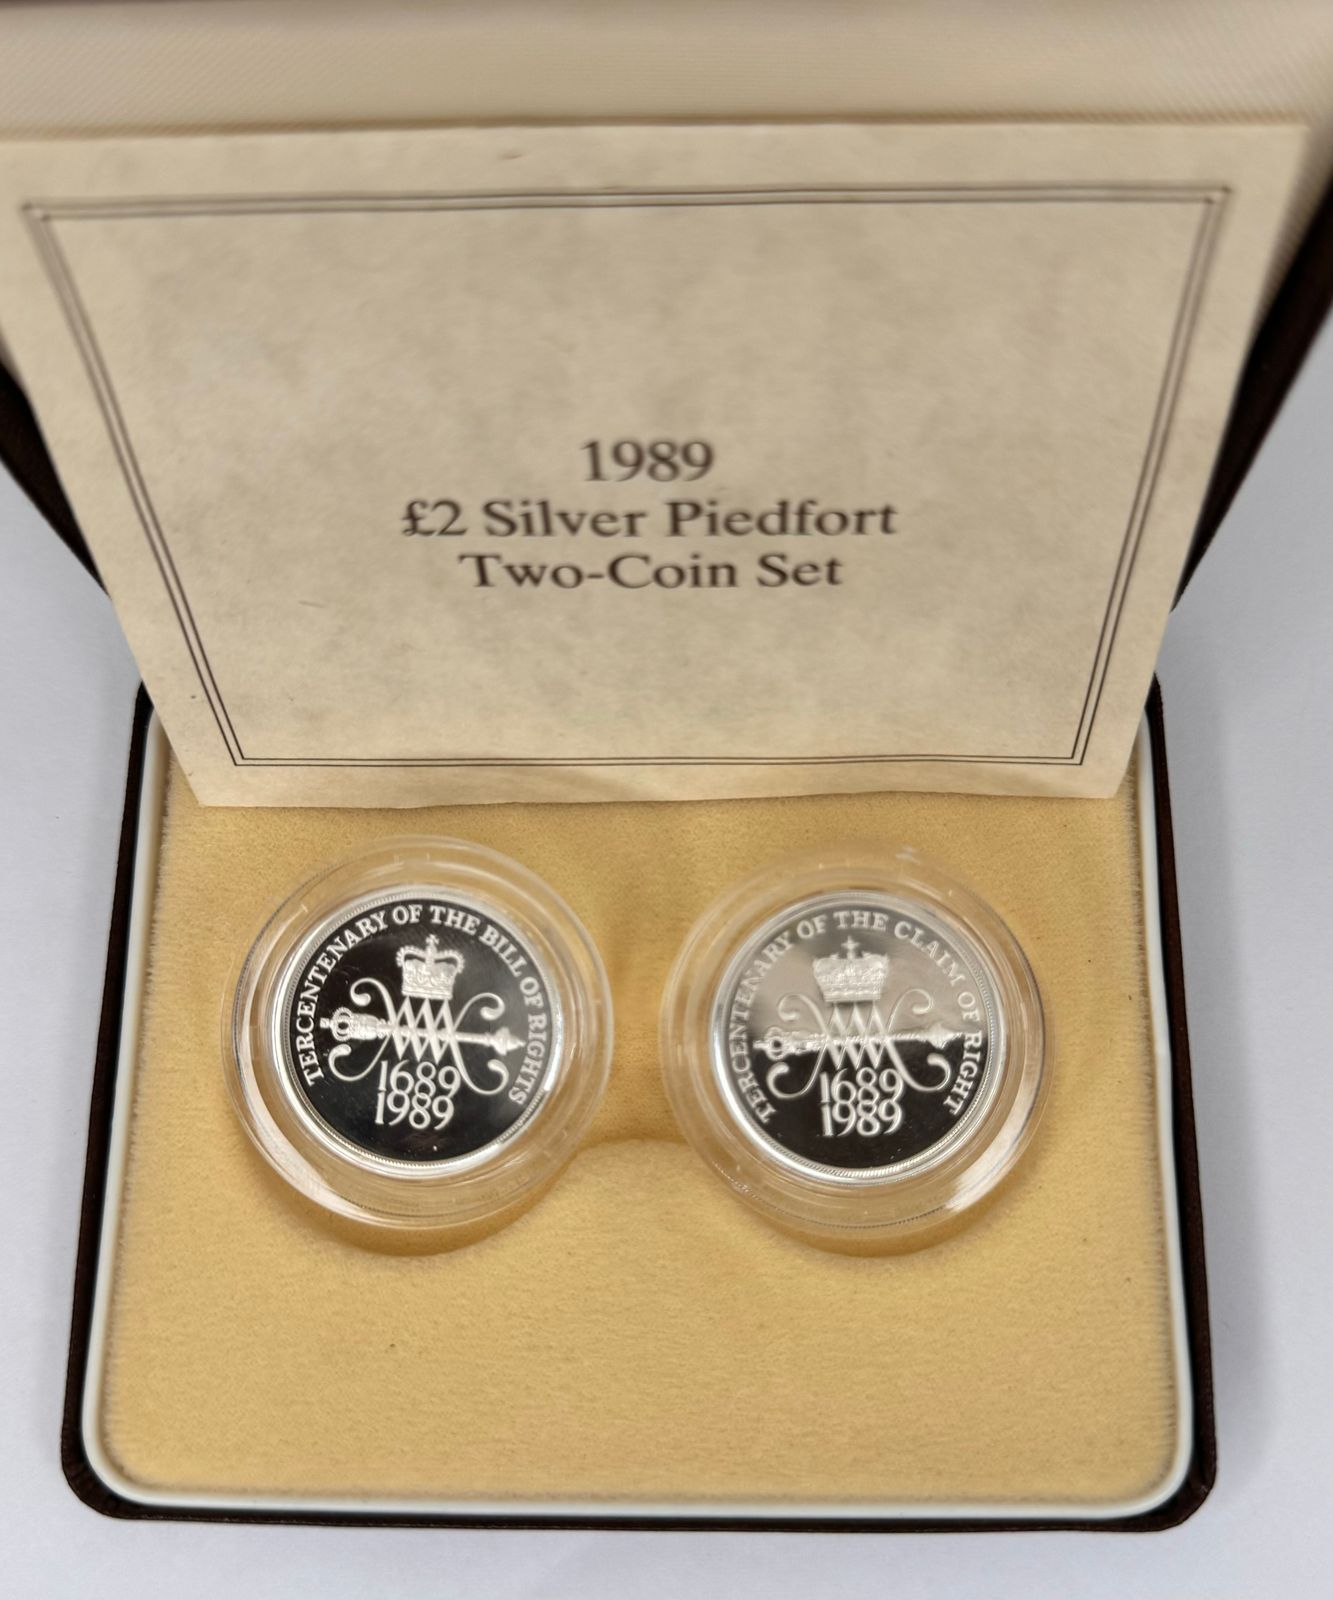 1989
£2 Silver Piedfort
Two-Coin Set
TERCENTENARY OF THE BILL OF RIGHTS
1689
1989
TERCENTENARY OF THE CLAIM OF RIGHT
1689
1989